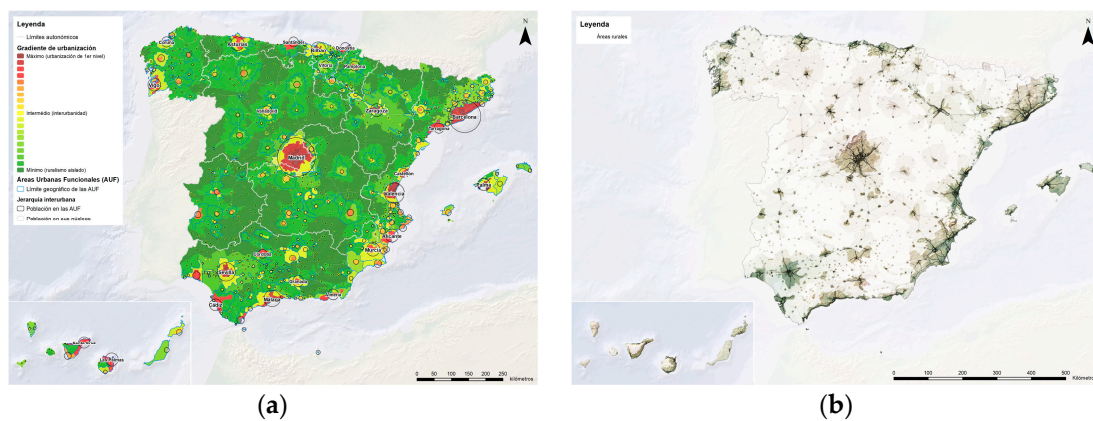 Leyenda
Límites autonómicos
Gradiente de urbanización
Máximo (urbanización de 1er nivel)
Intermédio (interurbanidad)
Mínimo (ruralismo aislado)
Áreas Urbanas Funcionales (AUF)
Límite geográfico de las AUF
Jerarquía interurbana
Población en las AUF
Población en sus núcleos
N
Coruña
Asturias
Santander
Bilbao
Donostia
Vitoria
Pamplona
Vigo
Valladolid
Zaragoza
Barcelona
Tarragona
Madrid
Castellón
Valencia
Palma
Alicante
Murcia
Córdoba
Sevilla
Granada
Cádiz
Málaga
Almería
Las Palmas
0 50 100 150 200 250
kilómetros
(a)
Leyenda
Áreas rurales
N
0 100 200 300 400 500
Kilómetros
(b)